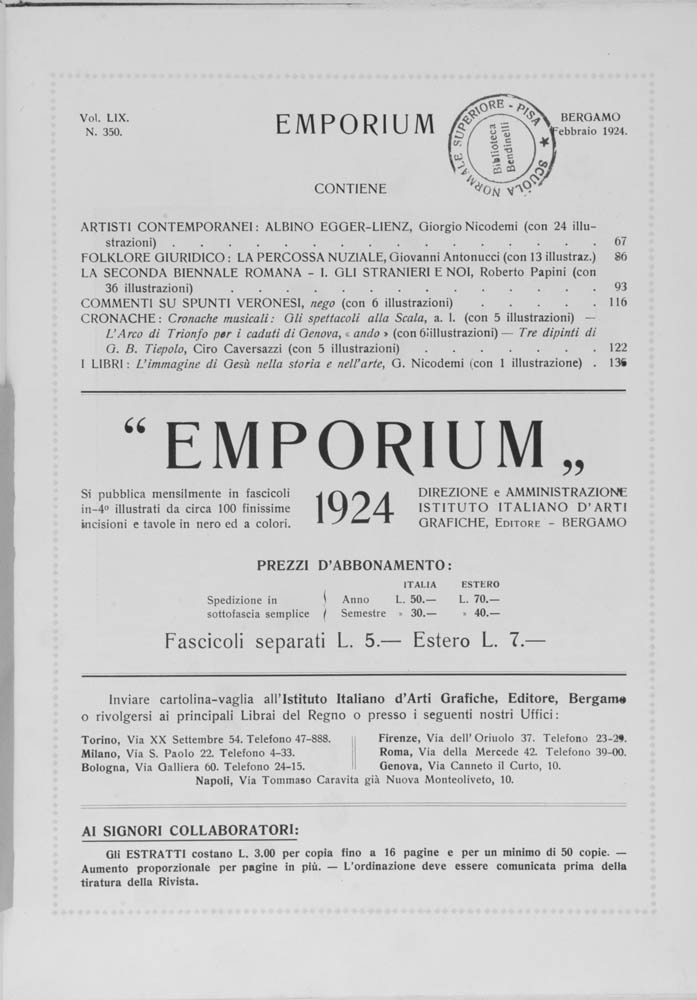 Vol. LIX.
N. 350.
EMPORIUM
SCUOLA NORMALE SUPERIORE - PISA ★
Biblioteca
Bendinelli
BERGAMO
Febbraio 1924.
CONTIENE
ARTISTI CONTEMPORANEI: ALBINO EGGER-LIENZ, Giorgio Nicodemi (con 24 illu-
strazioni) . . . . . . . . . . . . . . . . 67
FOLKLORE GIURIDICO: LA PERCOSSA NUZIALE, Giovanni Antonucci (con 13 illustraz.) 86
LA SECONDA BIENNALE ROMANA - I. GLI STRANIERI E NOI, Roberto Papini (con
36 illustrazioni) . . . . . . . . . . . . . . 93
COMMENTI SU SPUNTI VERONESI, nego (con 6 illustrazioni) . . . . . 116
CRONACHE: Cronache musicali: Gli spettacoli alla Scala, a. l. (con 5 illustrazioni) —
L'Arco di Trionfo per i caduti di Genova, « ando » (con 6 illustrazioni) — Tre dipinti di
G. B. Tiepolo, Ciro Caversazzi (con 5 illustrazioni) . . . . . . . 122
I LIBRI: L'immagine di Gesù nella storia e nell'arte, G. Nicodemi (con 1 illustrazione) .
“ EMPORIUM „
Si pubblica mensilmente in fascicoli
in-4º illustrati da circa 100 finissime
incisioni e tavole in nero ed a colori.
1924
DIREZIONE e AMMINISTRAZIONE
ISTITUTO ITALIANO D'ARTI
GRAFICHE, EDITORE - BERGAMO
PREZZI D'ABBONAMENTO:
ITALIA ESTERO
Spedizione in Anno L. 50.— L. 70.—
sottofascia semplice Semestre » 30.— » 40.—
Fascicoli separati L. 5.— Estero L. 7.—
Inviare cartolina-vaglia all'Istituto Italiano d'Arti Grafiche, Editore, Bergamo
o rivolgersi ai principali Librai del Regno o presso i seguenti nostri Uffici:
Torino, Via XX Settembre 54. Telefono 47-888.
Milano, Via S. Paolo 22. Telefono 4-33.
Bologna, Via Galliera 60. Telefono 24-15.
Firenze, Via dell'Oriuolo 37. Telefono
Roma, Via della Mercede 42. Telefono 39-00.
Genova, Via Canneto il Curto, 10.
Napoli, Via Tommaso Caravita già Nuova Monteoliveto, 10.
AI SIGNORI COLLABORATORI:
Gli ESTRATTI costano L. 3.00 per copia fino a 16 pagine e per un minimo di 50 copie. —
Aumento proporzionale per pagine in più. — L'ordinazione deve essere comunicata prima della
tiratura della Rivista.